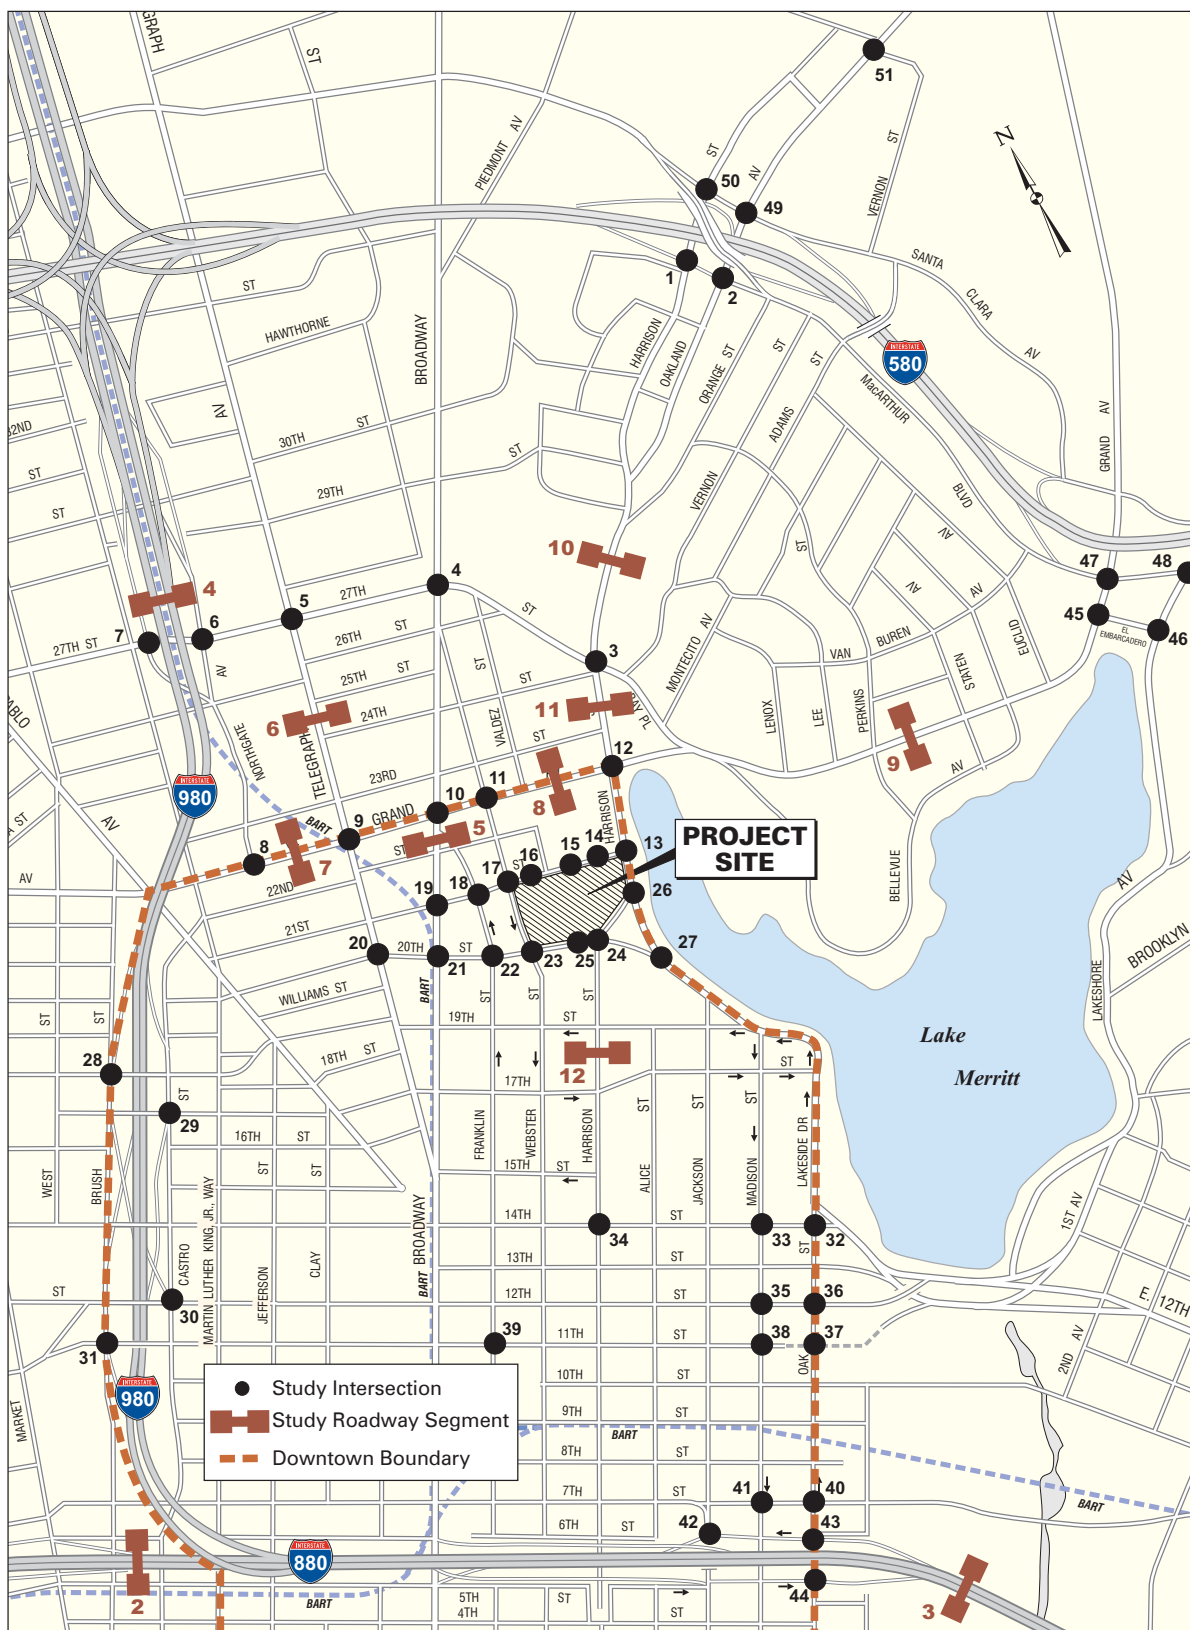 GRAPH
ST
51
PIEDMONT AV
ST
50
AV
49
VERNON ST
N
SANTA CLARA AV
1
2
ST
HAWTHORNE
BROADWAY
HARRISON
OAKLAND
ORANGE ST
ST
ADAMS ST
INTERSTATE 580
MacARTHUR BLVD
GRAND AV
AV
32ND
ST
30TH ST
ST
ST
29TH
VERNON ST
AV
10
4
4
47
48
27TH ST
7
6
5
27TH
ST
26TH ST
AV
AV
45
EL EMBARCADERO
46
3
AV
25TH ST
ST
ST
MONTECITO AV
VAN BUREN
EUCLID
STATEN
24TH
6
11
BAY PL
VALDEZ
LENOX
LEE
PERKINS
9
AV
NORTHGATE
TELEGRAPH
23RD
ST
12
INTERSTATE 980
ABLO
AV
A ST
BART
9
GRAND
10
11
8
HARRISON
8
7
ST
5
17
ST
16
15
14
13
PROJECT SITE
AV
22ND
19
18
26
BELLEVUE
AV
21ST
20
20TH ST
21
22
23
25
24
27
BROOKLYN
LAKESHORE
WILLIAMS ST
BART
ST
ST
ST
ST
ST
19TH ST
Lake Merritt
28
18TH ST
12
ST
17TH
ST
29
16TH ST
FRANKLIN
WEBSTER
HARRISON
ALICE ST
JACKSON ST
MADISON ST
LAKESIDE DR
15TH ST
WEST
BRUSH
ST
ST
BROADWAY
1ST AV
14TH ST
34
33
32
13TH ST
ST
CASTRO
MARTIN LUTHER KING, JR., WAY
JEFFERSON
CLAY
BART
ST
12TH ST
35
36
E. 12TH
30
31
39
11TH ST
38
37
2ND AV
OAK
10TH ST
INTERSTATE 980
Study Intersection
Study Roadway Segment
Downtown Boundary
MARKET
9TH ST
BART
8TH ST
7TH ST
41
40
BART
6TH ST
42
43
INTERSTATE 880
2
BART
5TH ST
4TH ST
44
3